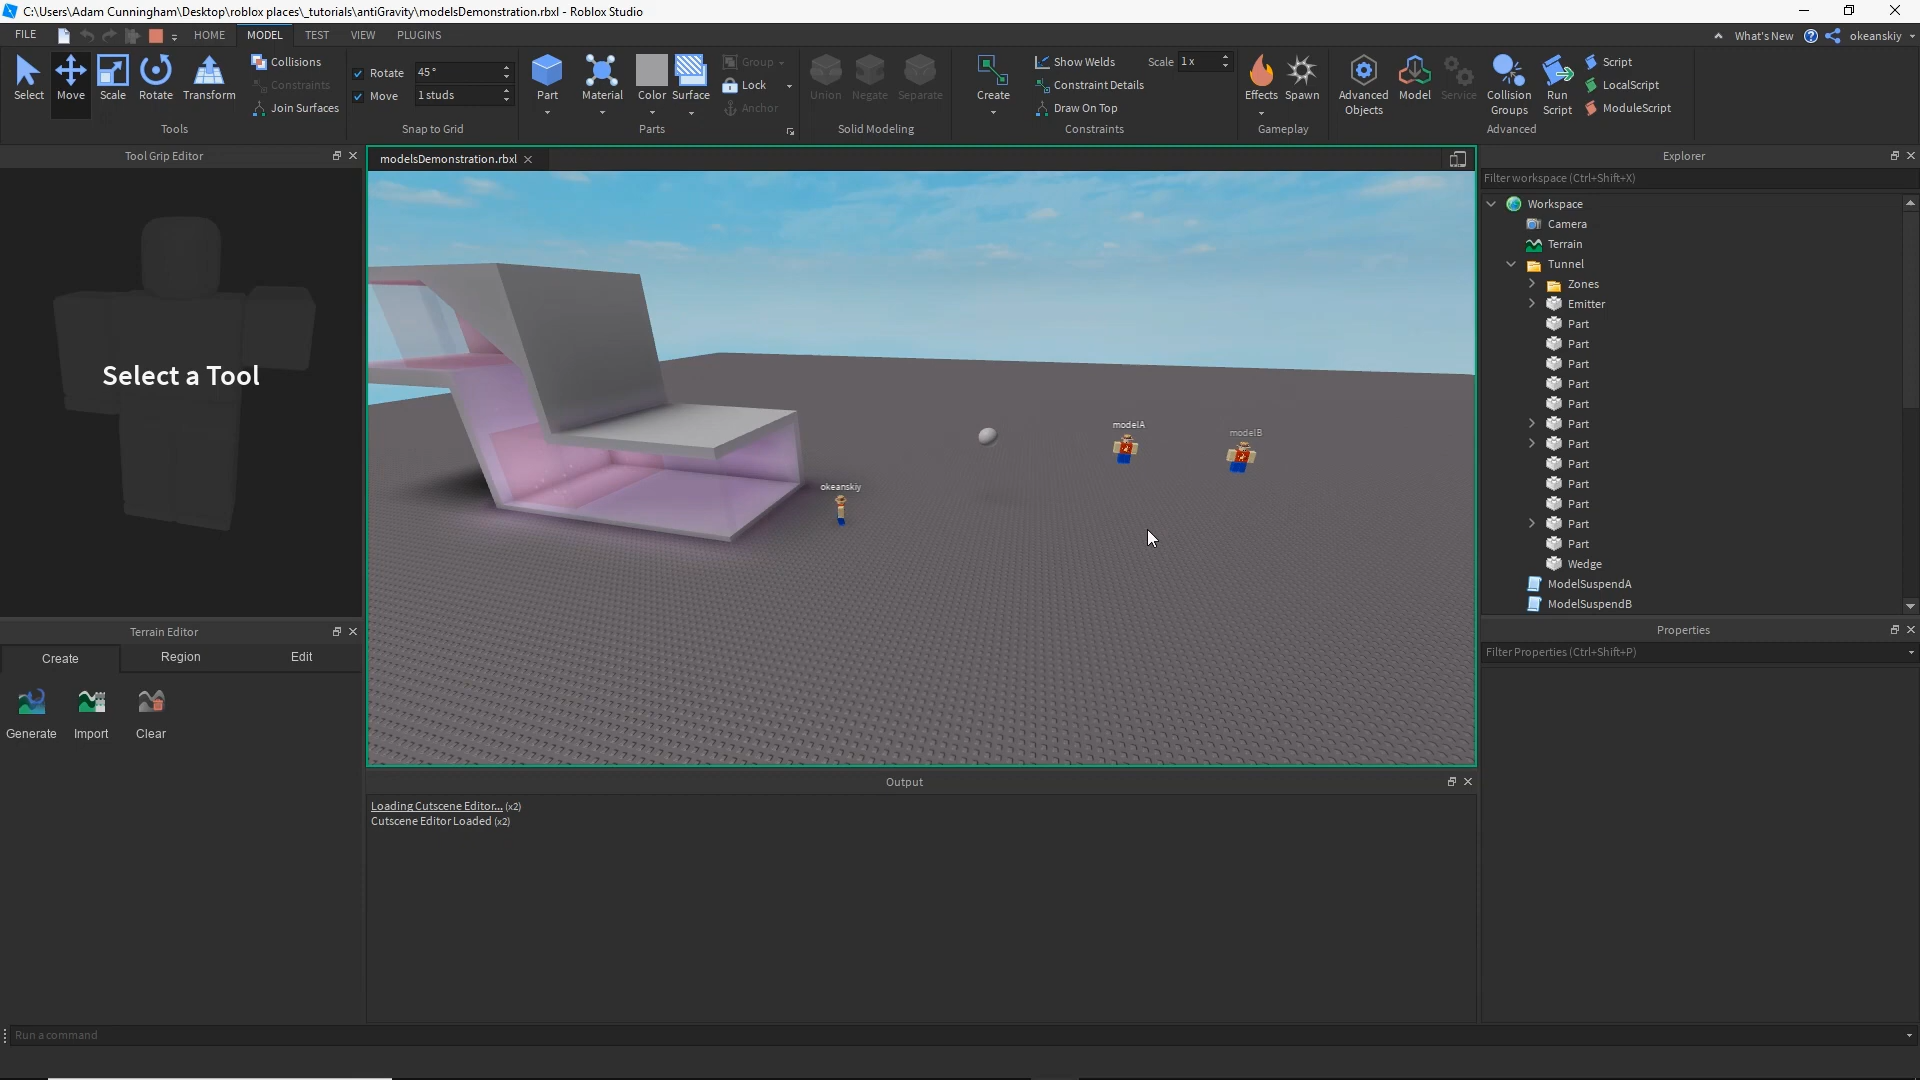 C:\Users\Adam Cunningham\Desktop\roblox places\_tutorials\antiGravity\modelsDemonstration.rbxl - Roblox Studio
FILE HOME MODEL TEST VIEW PLUGINS What's New okeanskiy
Select Move Scale Rotate Transform
Collisions
Constraints
Join Surfaces
Tools
Rotate 45°
Move 1 studs
Snap to Grid
Part Material Color Surface
Group
Lock
Anchor
Parts
Union Negate Separate
Solid Modeling
Create
Show Welds Scale 1x
Constraint Details
Draw On Top
Constraints
Effects Spawn
Gameplay
Advanced Objects
Model
Service
Collision Groups
Run Script
Script
LocalScript
ModuleScript
Advanced
Tool Grip Editor
Select a Tool
Terrain Editor
Create Region Edit
Generate Import Clear
modelsDemonstration.rbxl
modelA
modelB
okeanskiy
Output
Loading Cutscene Editor... (x2)
Cutscene Editor Loaded (x2)
Explorer
Filter workspace (Ctrl+Shift+X)
Workspace
Camera
Terrain
Tunnel
Zones
Emitter
Part
Part
Part
Part
Part
Part
Part
Part
Part
Part
Part
Part
Wedge
ModelSuspendA
ModelSuspendB
Properties
Filter Properties (Ctrl+Shift+P)
Run a command